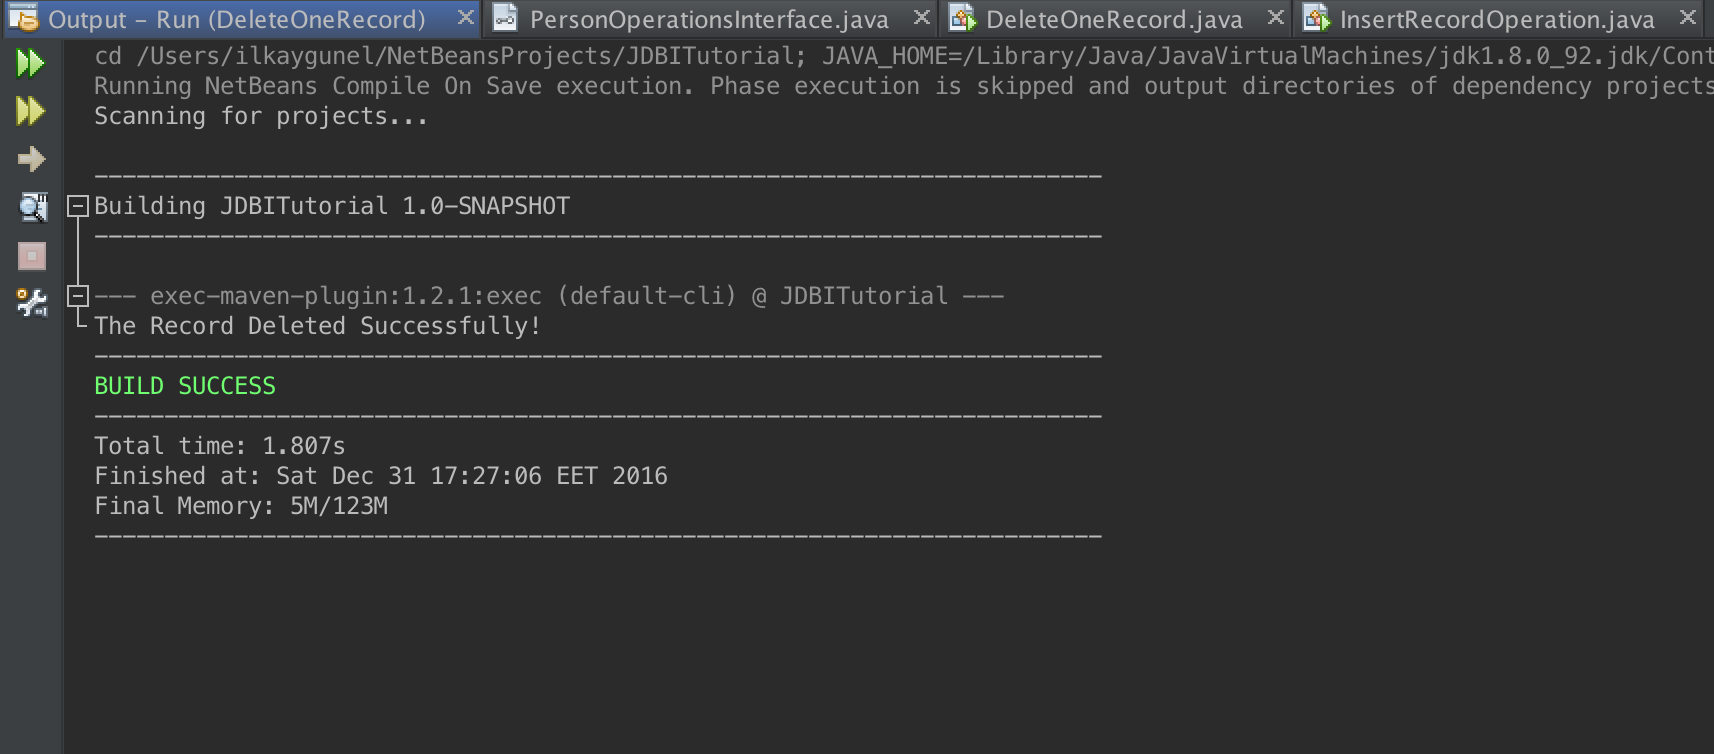 Output - Run (DeleteOneRecord) PersonOperationsInterface.java DeleteOneRecord.java InsertRecordOperation.java
cd /Users/ilkaygunel/NetBeansProjects/JDBITutorial; JAVA_HOME=/Library/Java/JavaVirtualMachines/jdk1.8.0_92.jdk/Cont
Running NetBeans Compile On Save execution. Phase execution is skipped and output directories of dependency projects
Scanning for projects...
------------------------------------------------------------------------
Building JDBITutorial 1.0-SNAPSHOT
------------------------------------------------------------------------
--- exec-maven-plugin:1.2.1:exec (default-cli) @ JDBITutorial ---
The Record Deleted Successfully!
------------------------------------------------------------------------
BUILD SUCCESS
------------------------------------------------------------------------
Total time: 1.807s
Finished at: Sat Dec 31 17:27:06 EET 2016
Final Memory: 5M/123M
------------------------------------------------------------------------